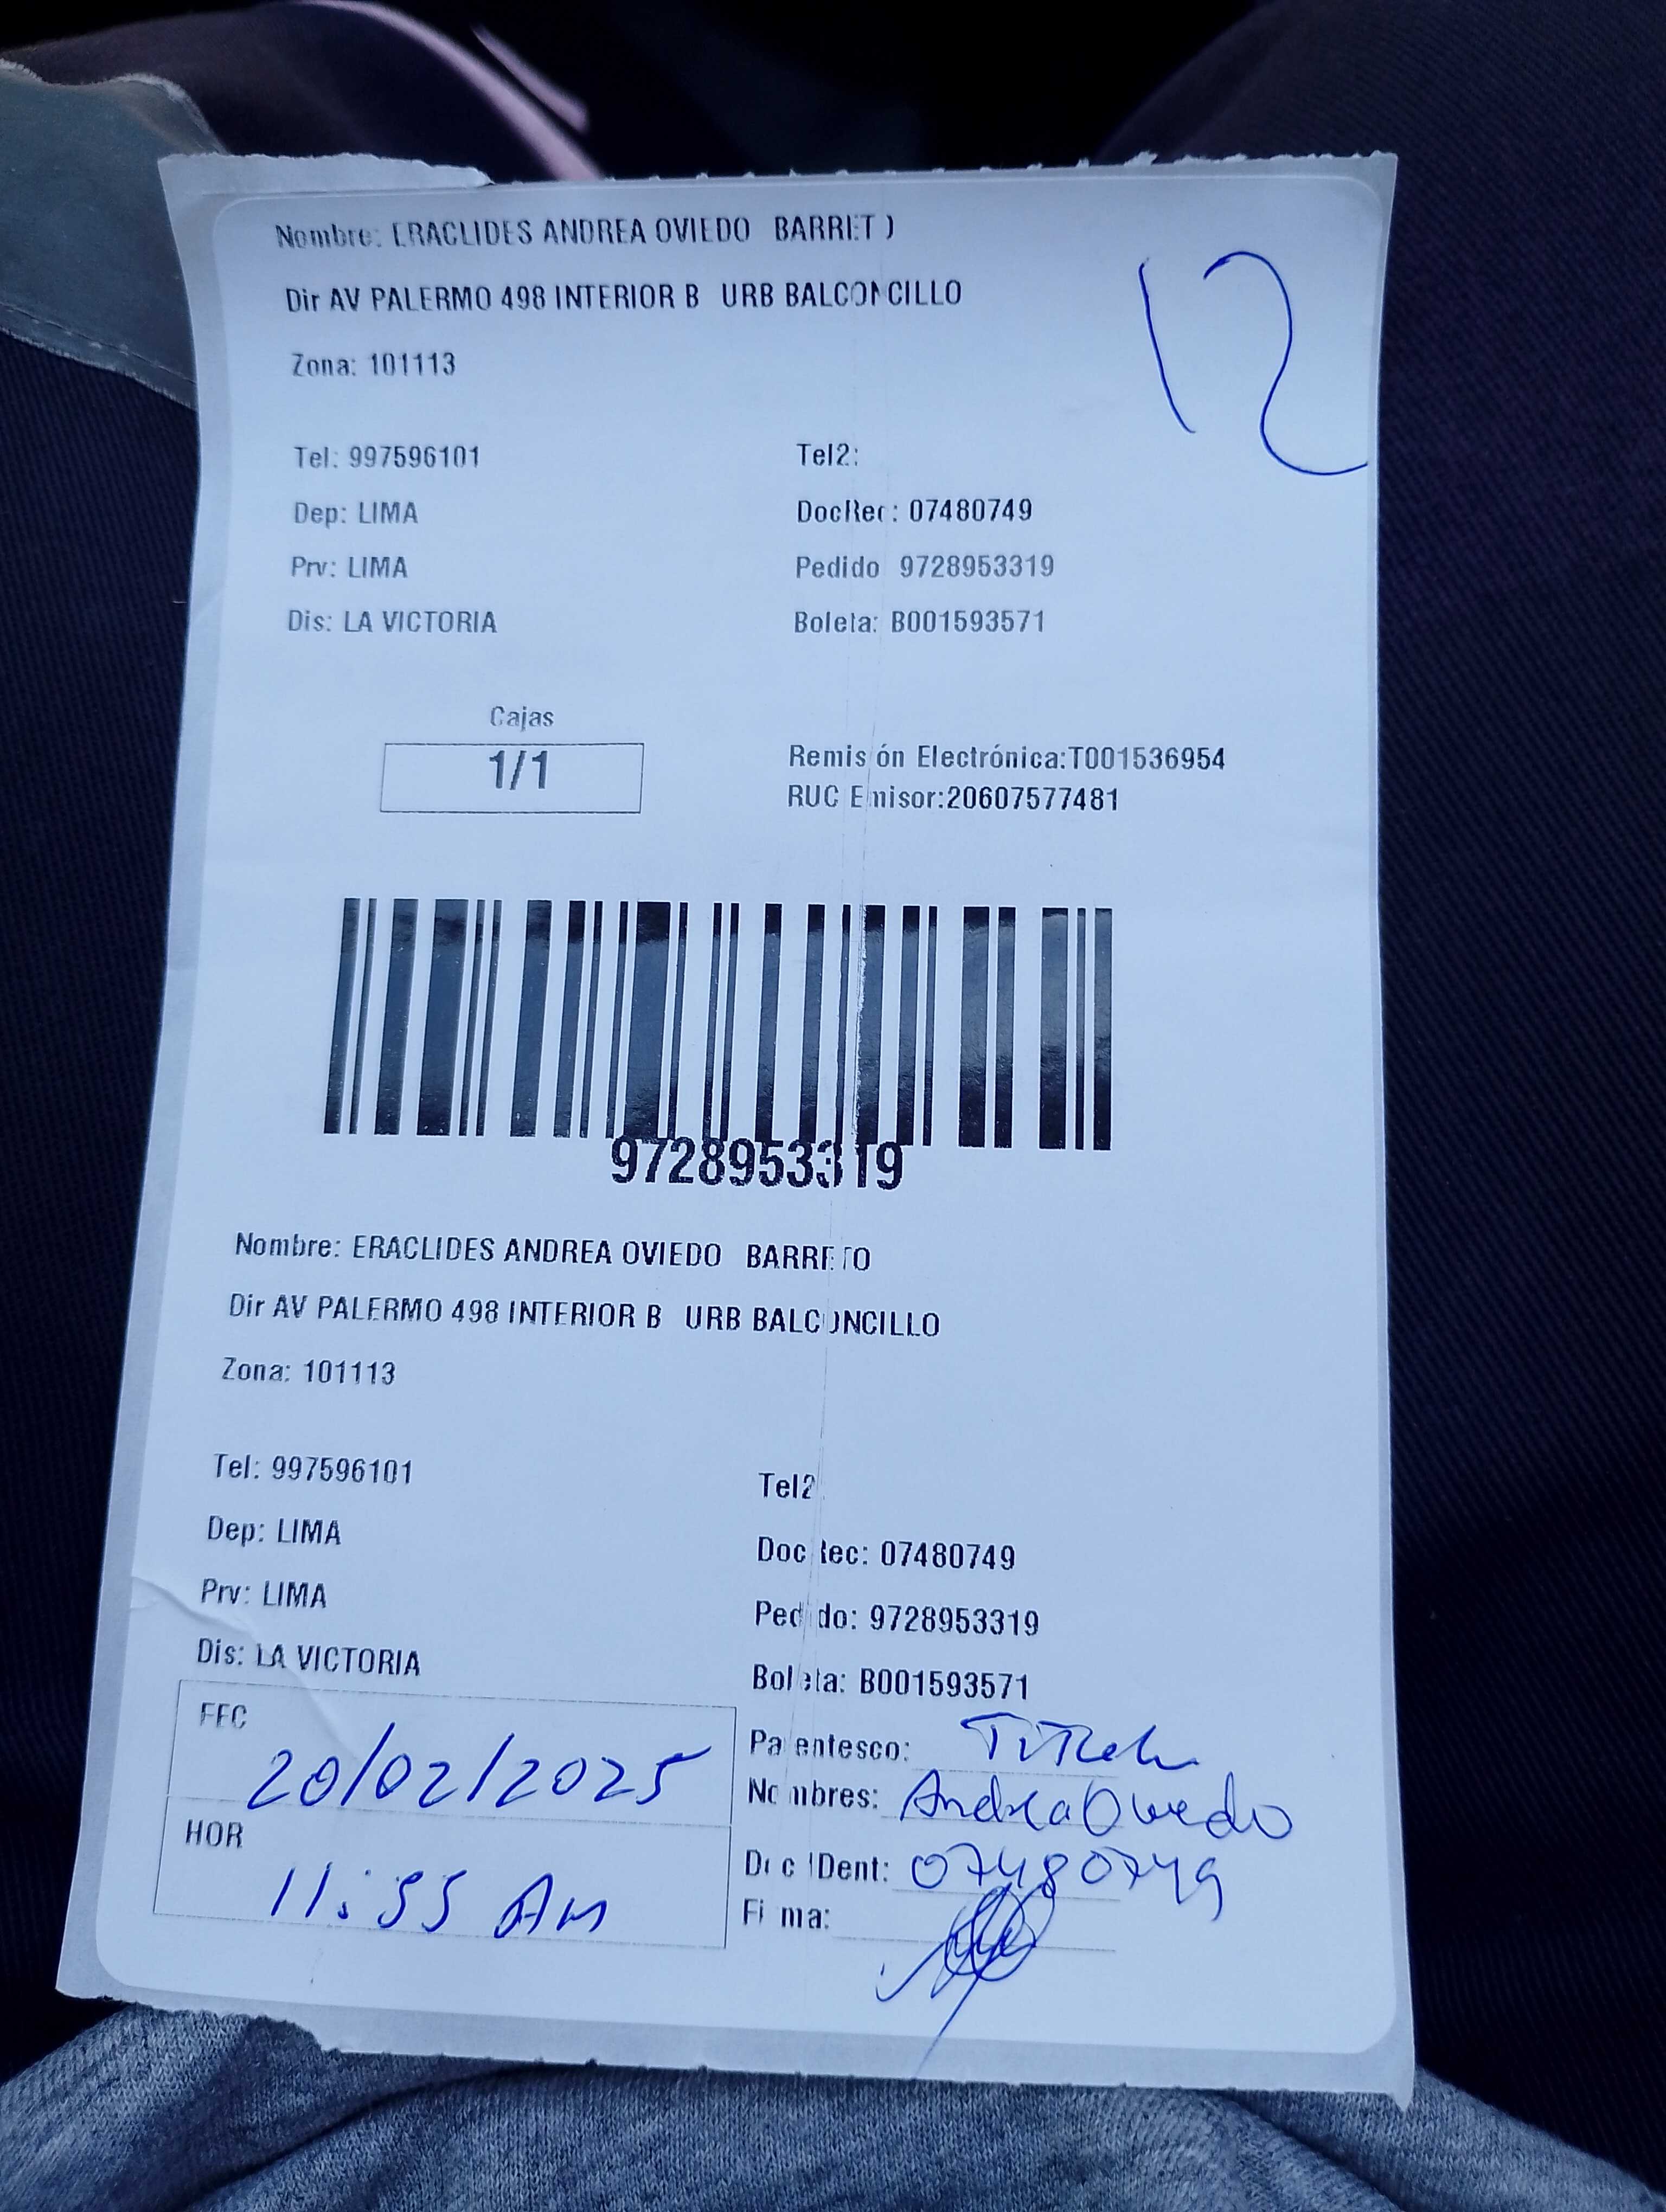 Nombre: ERACLIDES ANDREA OVIEDO BARRETO
Dir AV PALERMO 498 INTERIOR B URB BALCONCILLO
12
Zona: 101113
Tel: 997596101 Tel2:
Dep: LIMA DocRec: 07480749
Prv: LIMA Pedido 9728953319
Dis: LA VICTORIA Boleta: B001593571
Cajas
1/1
Remisión Electrónica:T001536954
RUC Emisor:20607577481
9728953319
Nombre: ERACLIDES ANDREA OVIEDO BARRETO
Dir AV PALERMO 498 INTERIOR B URB BALCONCILLO
Zona: 101113
Tel: 997596101 Tel2
Dep: LIMA DocRec: 07480749
Prv: LIMA Pedido: 9728953319
Dis: LA VICTORIA Boleta: B001593571
FEC 20/02/2025
HOR 11:55 AM
Parentesco:
Nombres: Andrea Oviedo
Doc IDent: 07480749
Firma: